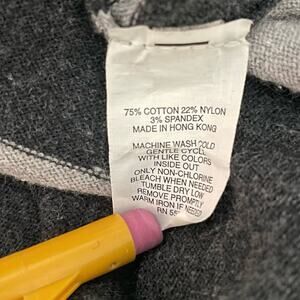 75% COTTON 22% NYLON
3% SPANDEX
MADE IN HONG KONG
MACHINE WASH COLD
GENTLE CYCLE
WITH LIKE COLORS
INSIDE OUT
ONLY NON-CHLORINE
BLEACH WHEN NEEDED
TUMBLE DRY LOW
REMOVE PROMPTLY
WARM IRON IF NEEDED
RN